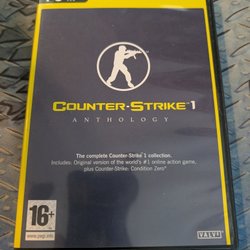 COUNTER-STRIKE 1
ANTHOLOGY
The complete Counter-Strike 1 collection.
Includes: Original version of the world's #1 online action game,
plus Counter-Strike: Condition Zero
16+
www.pegi.info
VALVE